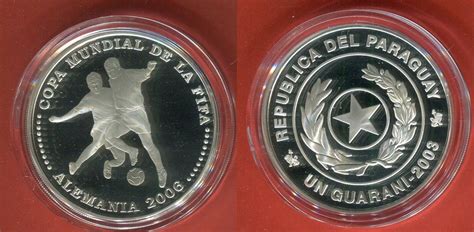 COPA MUNDIAL DE LA FIFA
ALEMANIA 2006
REPUBLICA DEL PARAGUAY
UN GUARANI-2003